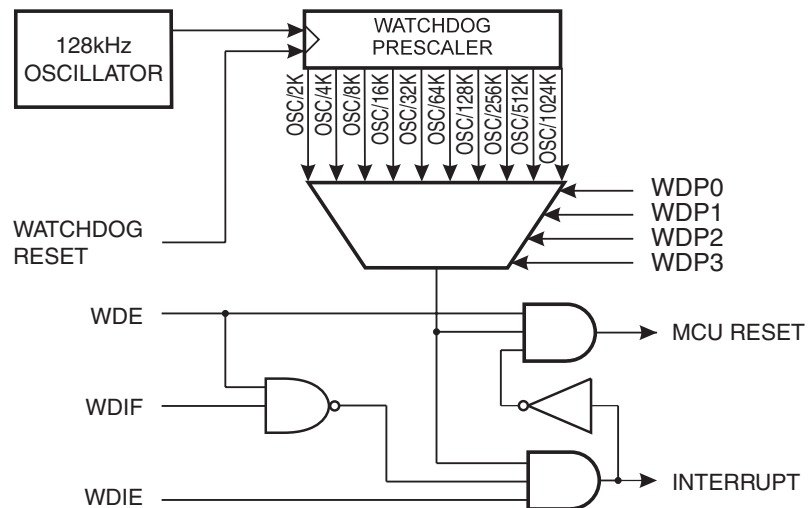 128kHz
OSCILLATOR
WATCHDOG
PRESCALER
OSC/2K
OSC/4K
OSC/8K
OSC/16K
OSC/32K
OSC/64K
OSC/128K
OSC/256K
OSC/512K
OSC/1024K
WDP0
WDP1
WDP2
WDP3
WATCHDOG
RESET
WDE
MCU RESET
WDIF
INTERRUPT
WDIE